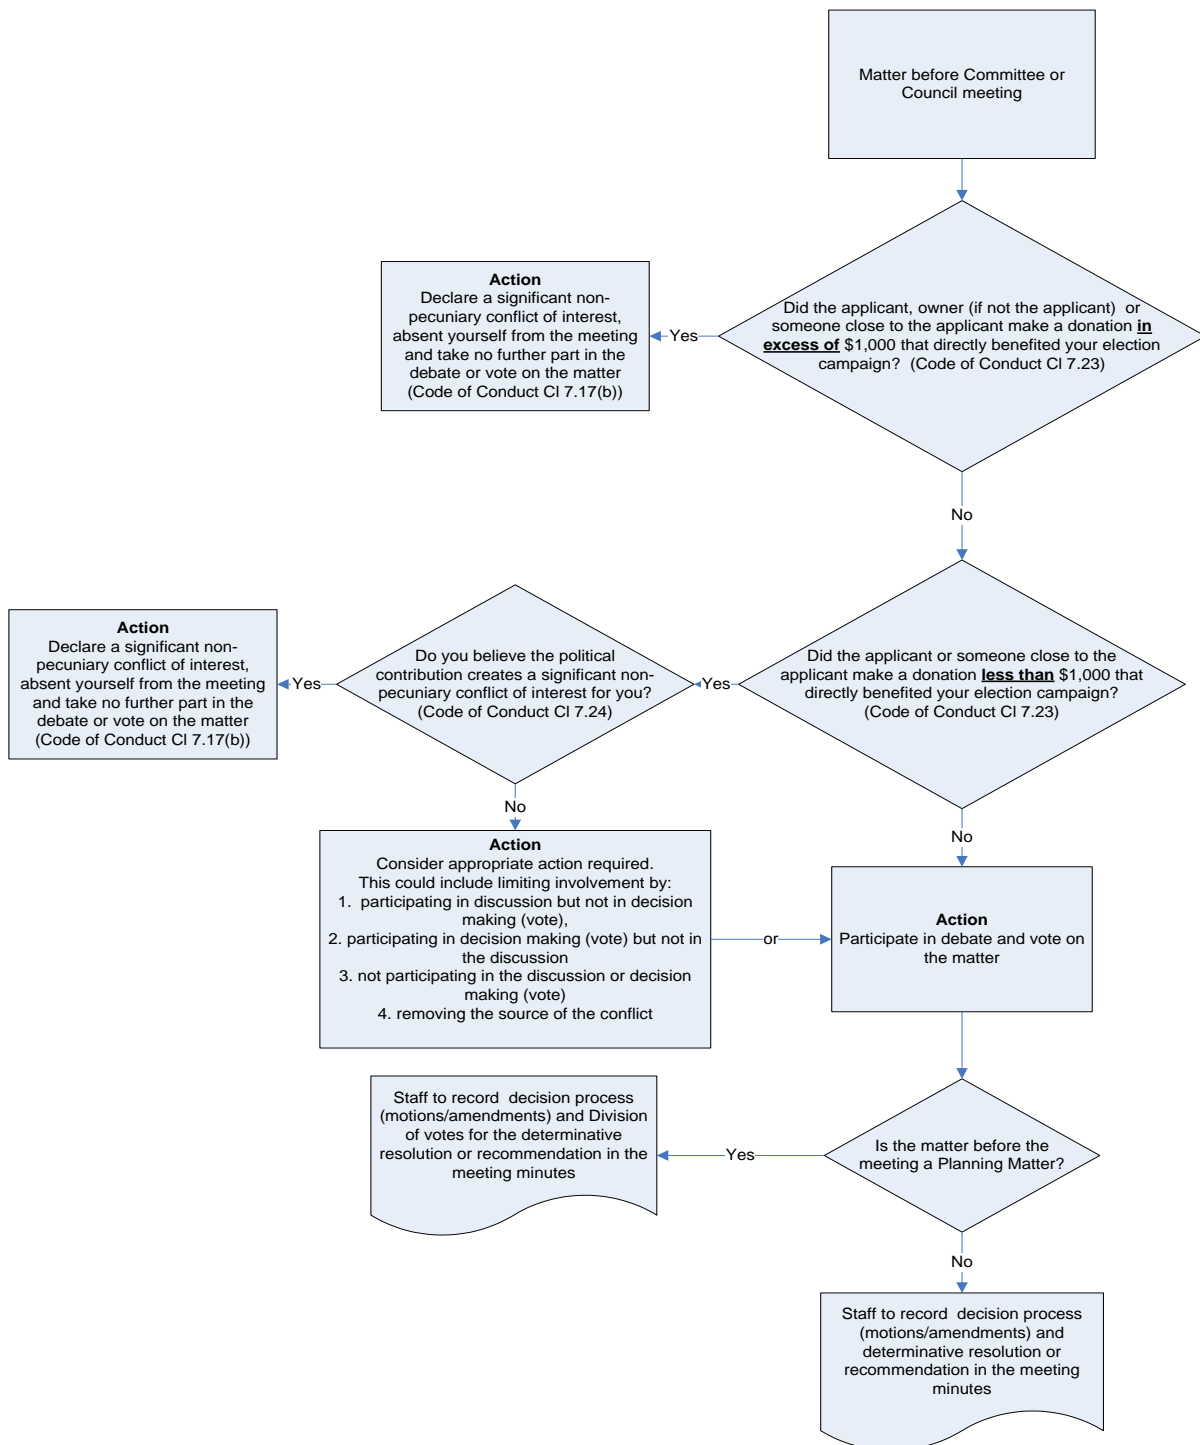 Matter before Committee or
Council meeting
Did the applicant, owner (if not the applicant)  or
someone close to the applicant make a donation in
excess of $1,000 that directly benefited your election
campaign?  (Code of Conduct Cl 7.23)
Yes
Action
Declare a significant non-
pecuniary conflict of interest,
absent yourself from the meeting
and take no further part in the
debate or vote on the matter
(Code of Conduct Cl 7.17(b))
No
Did the applicant or someone close to the
applicant make a donation less than $1,000 that
directly benefited your election campaign?
(Code of Conduct Cl 7.23)
Yes
Do you believe the political
contribution creates a significant non-
pecuniary conflict of interest for you?
(Code of Conduct Cl 7.24)
Yes
Action
Declare a significant non-
pecuniary conflict of interest,
absent yourself from the meeting
and take no further part in the
debate or vote on the matter
(Code of Conduct Cl 7.17(b))
No
Action
Consider appropriate action required.
This could include limiting involvement by:
1.  participating in discussion but not in decision
making (vote),
2. participating in decision making (vote) but not in
the discussion
3. not participating in the discussion or decision
making (vote)
4. removing the source of the conflict
or
No
Action
Participate in debate and vote on
the matter
Is the matter before the
meeting a Planning Matter?
Yes
Staff to record  decision process
(motions/amendments) and Division
of votes for the determinative
resolution or recommendation in the
meeting minutes
No
Staff to record  decision process
(motions/amendments) and
determinative resolution or
recommendation in the meeting
minutes